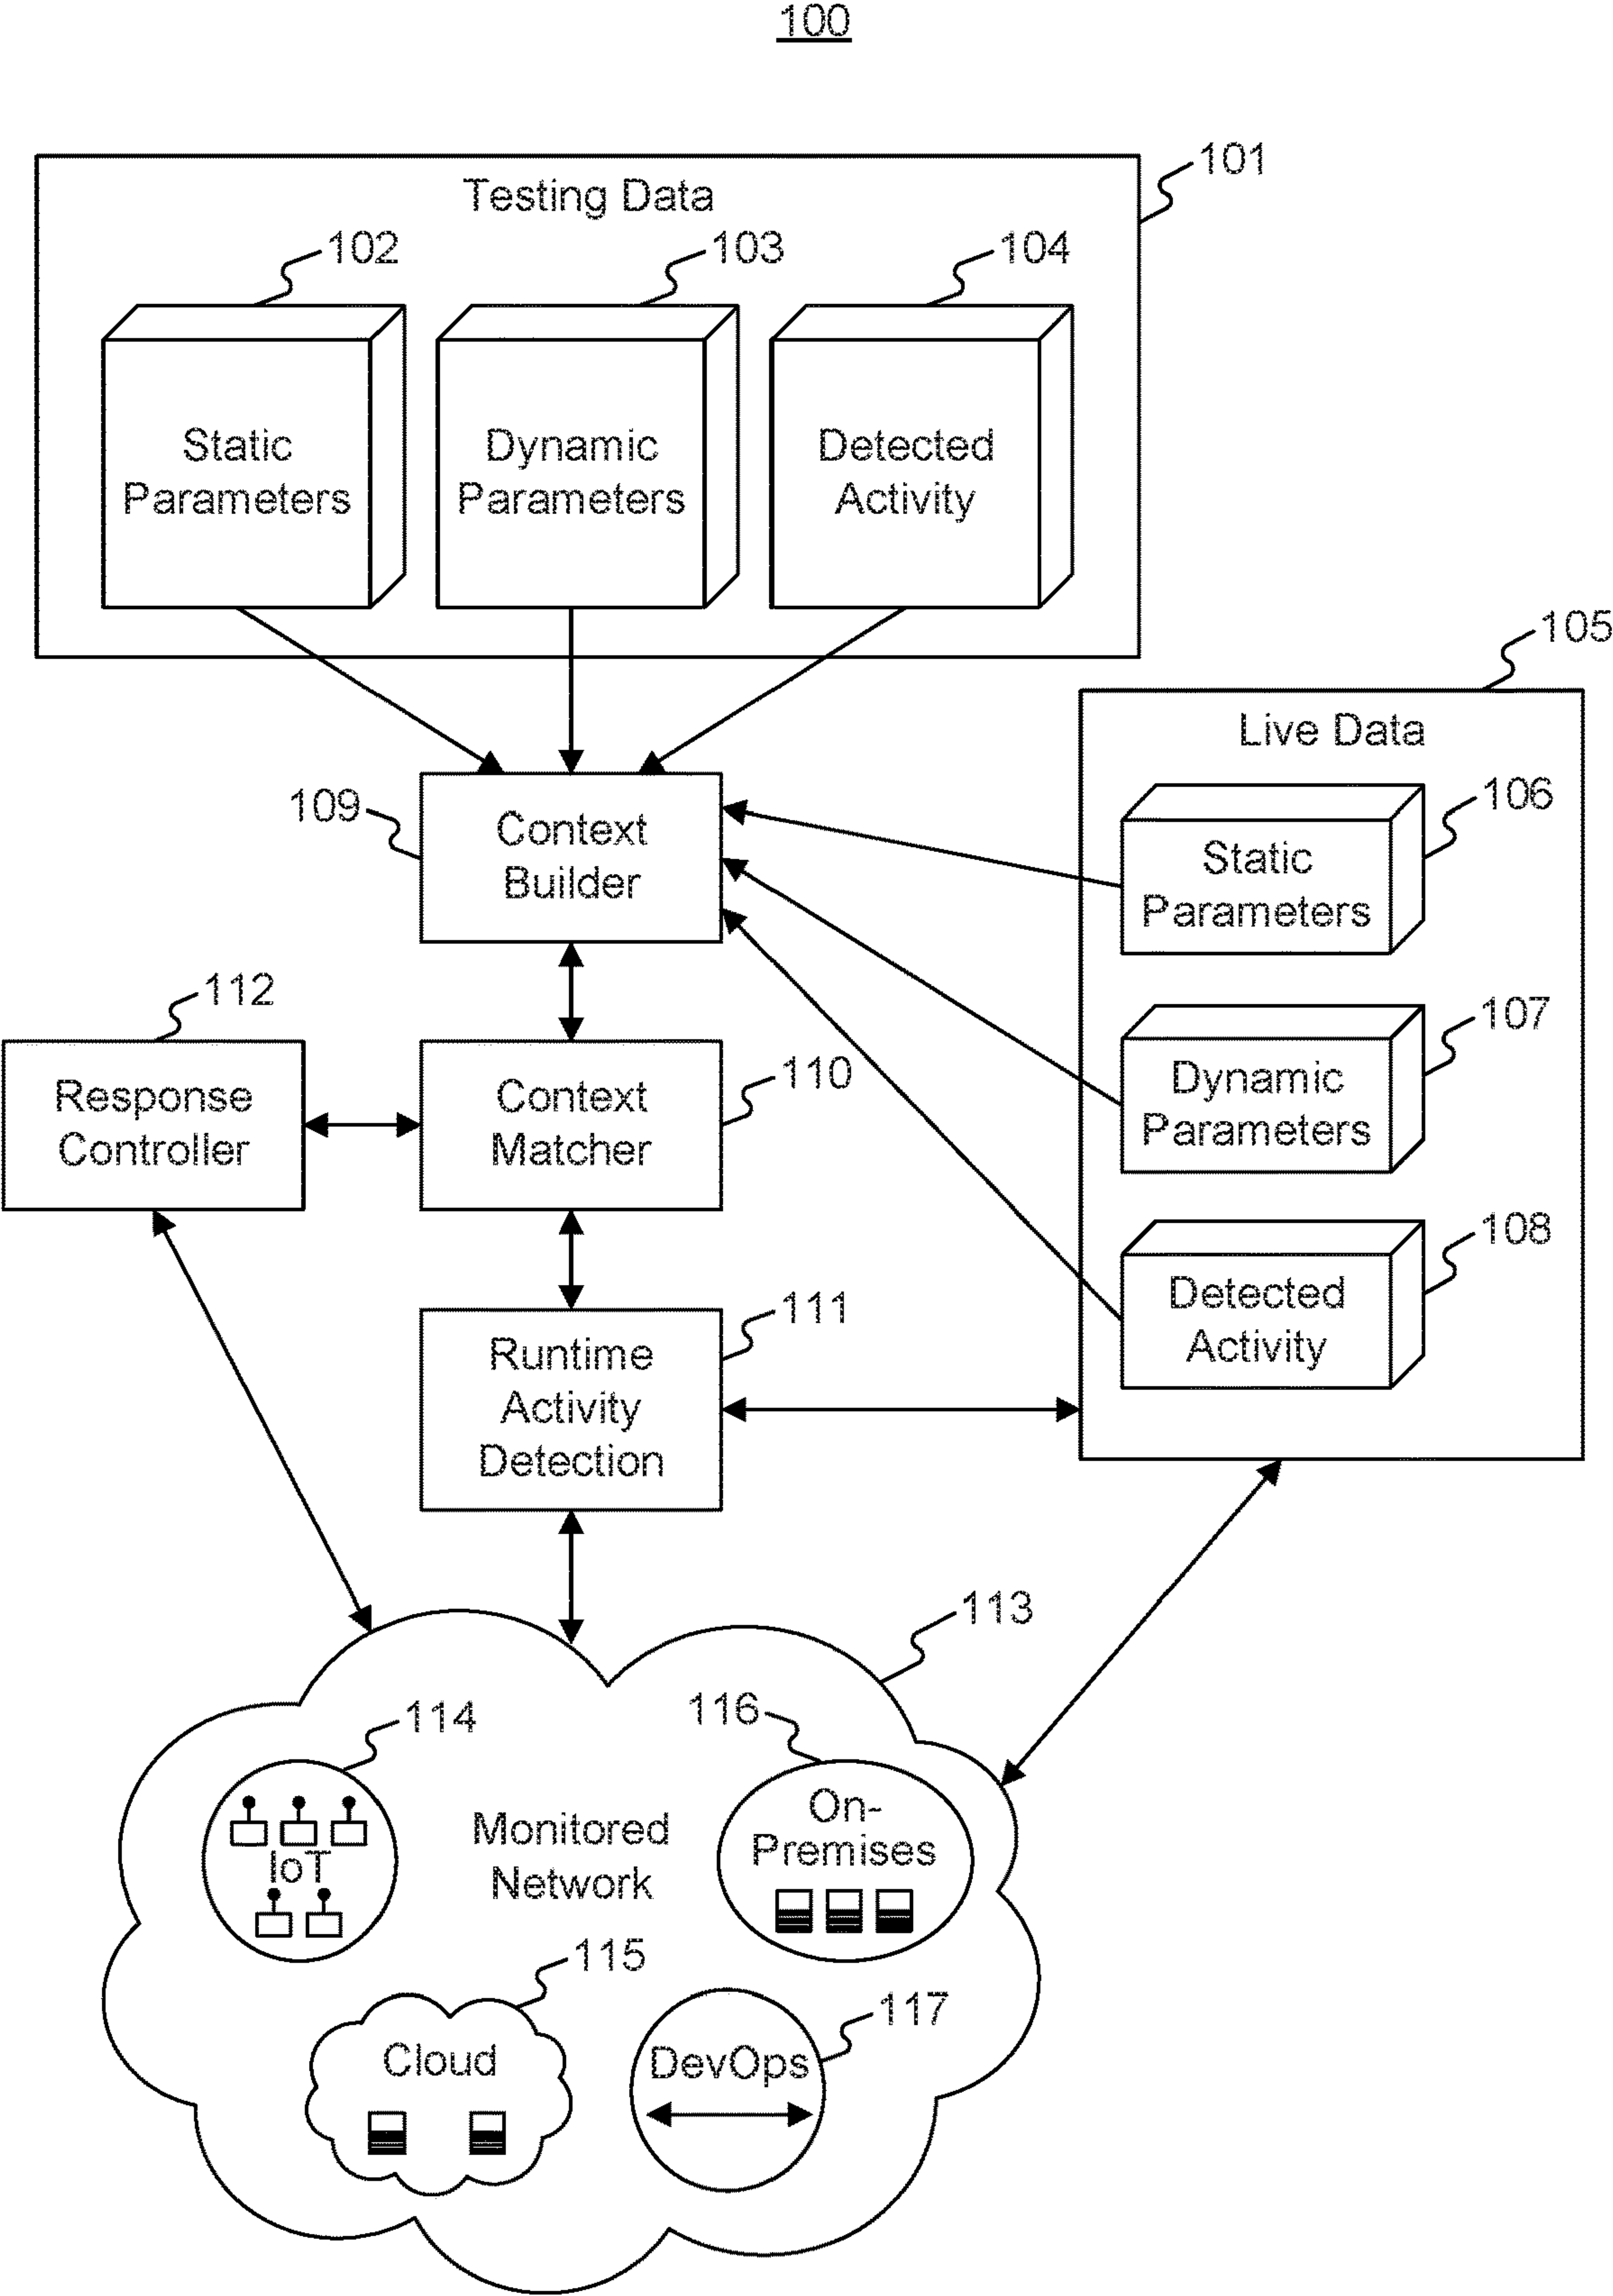 100
101
Testing Data
102
103
104
Static
Parameters
Dynamic
Parameters
Detected
Activity
105
Live Data
106
Static
Parameters
107
Dynamic
Parameters
108
Detected
Activity
109
Context
Builder
112
Response
Controller
110
Context
Matcher
111
Runtime
Activity
Detection
113
114
IoT
116
On-
Premises
Monitored
Network
115
Cloud
117
DevOps